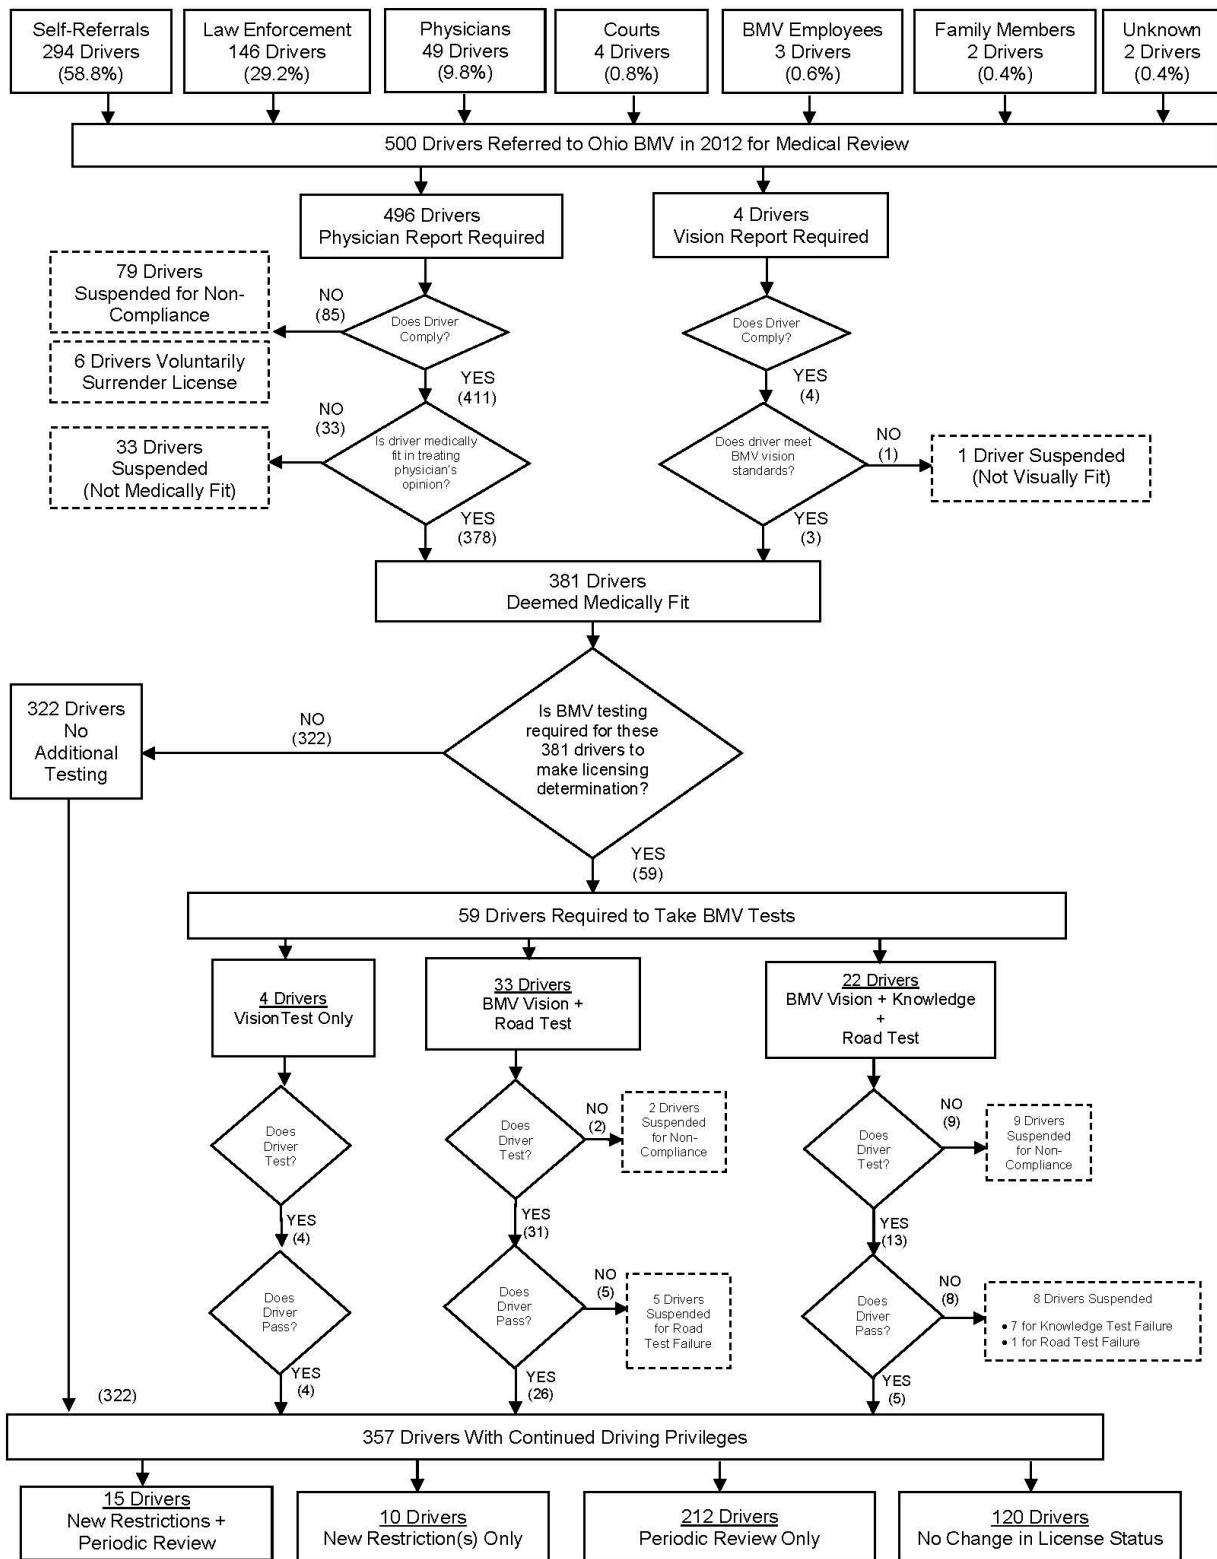 Self-Referrals
294 Drivers
(58.8%)
Law Enforcement
146 Drivers
(29.2%)
Physicians
49 Drivers
(9.8%)
Courts
4 Drivers
(0.8%)
BMV Employees
3 Drivers
(0.6%)
Family Members
2 Drivers
(0.4%)
Unknown
2 Drivers
(0.4%)
500 Drivers Referred to Ohio BMV in 2012 for Medical Review
496 Drivers
Physician Report Required
4 Drivers
Vision Report Required
79 Drivers
Suspended for Non-
Compliance
NO
(85)
Does Driver
Comply?
Does Driver
Comply?
6 Drivers Voluntarily
Surrender License
YES
(411)
YES
(4)
33 Drivers
Suspended
(Not Medically Fit)
NO
(33)
Is driver medically
fit in treating
physician's
opinion?
Does driver meet
BMV vision
standards?
NO
(1)
1 Driver Suspended
(Not Visually Fit)
YES
(378)
YES
(3)
381 Drivers
Deemed Medically Fit
322 Drivers
No
Additional
Testing
NO
(322)
Is BMV testing
required for these
381 drivers to
make licensing
determination?
YES
(59)
59 Drivers Required to Take BMV Tests
4 Drivers
VisionTest Only
33 Drivers
BMV Vision +
Road Test
22 Drivers
BMV Vision + Knowledge
+
Road Test
Does
Driver
Test?
Does
Driver
Test?
NO
(2)
2 Drivers
Suspended
for Non-
Compliance
Does
Driver
Test?
NO
(9)
9 Drivers
Suspended
for Non-
Compliance
YES
(4)
YES
(31)
YES
(13)
Does
Driver
Pass?
Does
Driver
Pass?
NO
(5)
5 Drivers
Suspended
for Road
Test Failure
Does
Driver
Pass?
NO
(8)
8 Drivers Suspended
• 7 for Knowledge Test Failure
• 1 for Road Test Failure
(322)
YES
(4)
YES
(26)
YES
(5)
357 Drivers With Continued Driving Privileges
15 Drivers
New Restrictions +
Periodic Review
10 Drivers
New Restriction(s) Only
212 Drivers
Periodic Review Only
120 Drivers
No Change in License Status